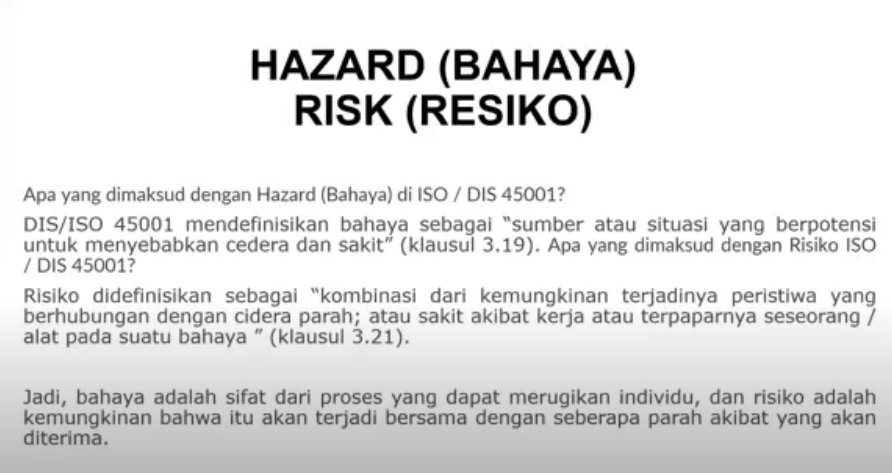 HAZARD (BAHAYA)
RISK (RESIKO)
Apa yang dimaksud dengan Hazard (Bahaya) di ISO / DIS 45001?
DIS/ISO 45001 mendefinisikan bahaya sebagai “sumber atau situasi yang berpotensi
untuk menyebabkan cedera dan sakit” (klausul 3.19). Apa yang dimaksud dengan Risiko ISO
/ DIS 45001?
Risiko didefinisikan sebagai “kombinasi dari kemungkinan terjadinya peristiwa yang
berhubungan dengan cidera parah; atau sakit akibat kerja atau terpaparnya seseorang /
alat pada suatu bahaya ” (klausul 3.21).
Jadi, bahaya adalah sifat dari proses yang dapat merugikan individu, dan risiko adalah
kemungkinan bahwa itu akan terjadi bersama dengan seberapa parah akibat yang akan
diterima.